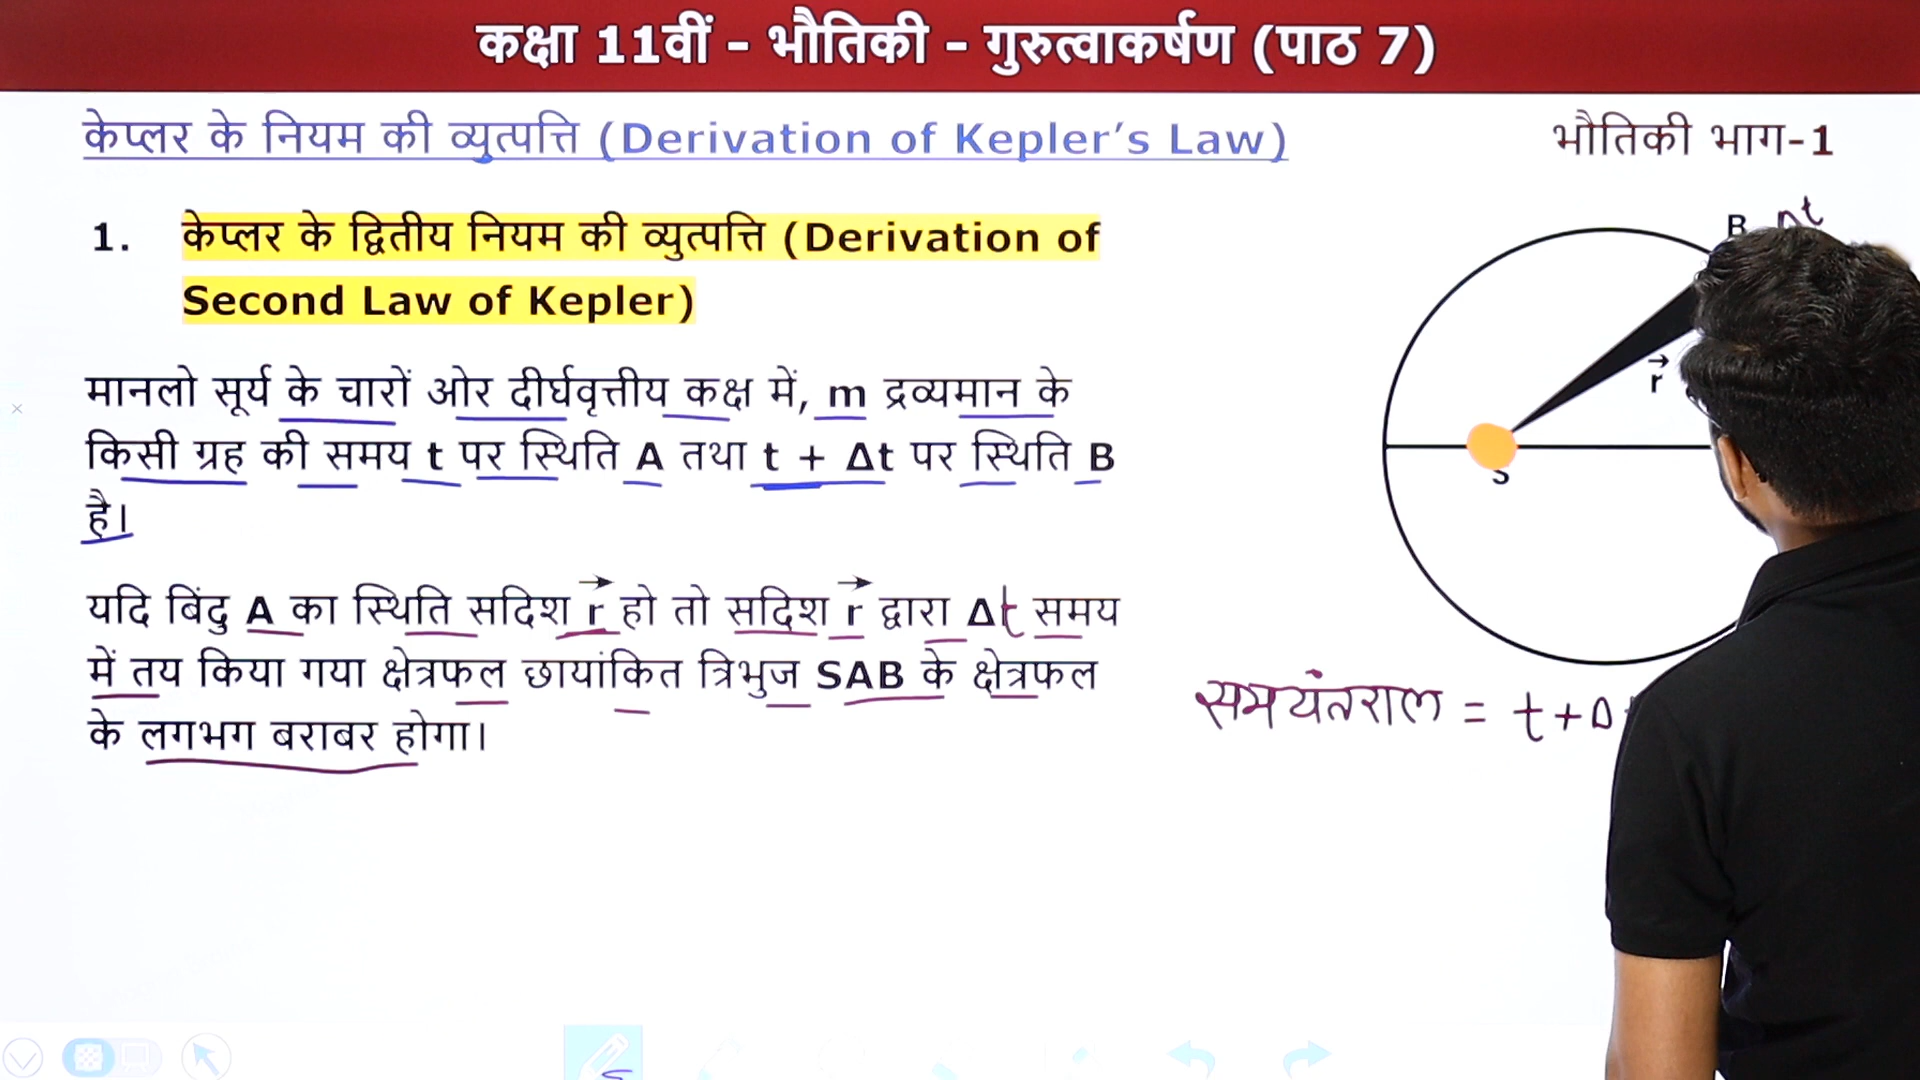 कक्षा 11वीं - भौतिकी - गुरुत्वाकर्षण (पाठ 7)
केप्लर के नियम की व्युत्पत्ति (Derivation of Kepler's Law)
भौतिकी भाग-1
1. केप्लर के द्वितीय नियम की व्युत्पत्ति (Derivation of
Second Law of Kepler)
मानलो सूर्य के चारों ओर दीर्घवृत्तीय कक्ष में, m द्रव्यमान के
किसी ग्रह की समय t पर स्थिति A तथा t + Δt पर स्थिति B
है।
यदि बिंदु A का स्थिति सदिश r⃗ हो तो सदिश r⃗ द्वारा Δt समय
में तय किया गया क्षेत्रफल छायांकित त्रिभुज SAB के क्षेत्रफल
के लगभग बराबर होगा।
B Δt
r⃗
S
समयंतराल = t+Δ